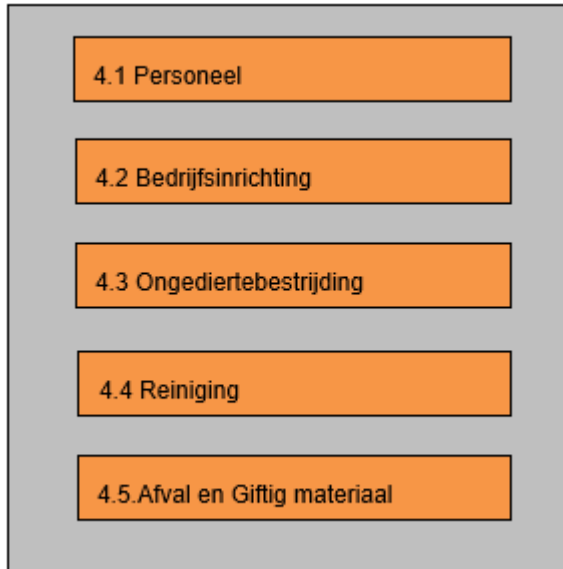 4.1 Personeel
4.2 Bedrijfsinrichting
4.3 Ongediertebestrijding
4.4 Reiniging
4.5.Afval en Giftig materiaal